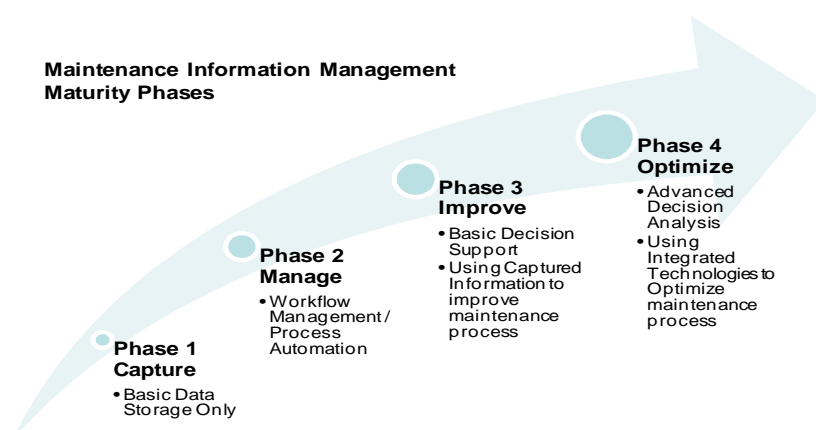 Maintenance Information Management
Maturity Phases
Phase 1
Capture
• Basic Data
Storage Only
Phase 2
Manage
• Workflow
Management /
Process
Automation
Phase 3
Improve
• Basic Decision
Support
• Using Captured
Information to
improve
maintenance
process
Phase 4
Optimize
• Advanced
Decision
Analysis
• Using
Integrated
Technologies to
Optimize
maintenance
process